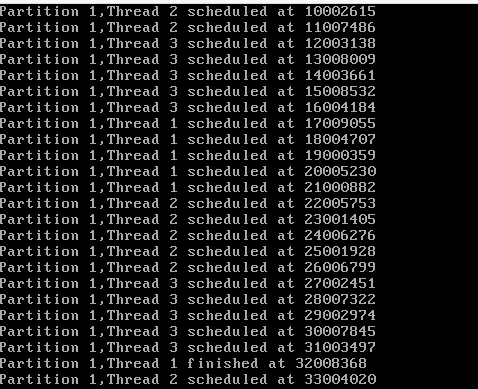 Partition 1,Thread 2 scheduled at 10002615
Partition 1,Thread 2 scheduled at 11007486
Partition 1,Thread 3 scheduled at 12003138
Partition 1,Thread 3 scheduled at 13008009
Partition 1,Thread 3 scheduled at 14003661
Partition 1,Thread 3 scheduled at 15008532
Partition 1,Thread 3 scheduled at 16004184
Partition 1,Thread 1 scheduled at 17009055
Partition 1,Thread 1 scheduled at 18004707
Partition 1,Thread 1 scheduled at 19000359
Partition 1,Thread 1 scheduled at 20005230
Partition 1,Thread 1 scheduled at 21000882
Partition 1,Thread 2 scheduled at 22005753
Partition 1,Thread 2 scheduled at 23001405
Partition 1,Thread 2 scheduled at 24006276
Partition 1,Thread 2 scheduled at 25001928
Partition 1,Thread 2 scheduled at 26006799
Partition 1,Thread 3 scheduled at 27002451
Partition 1,Thread 3 scheduled at 28007322
Partition 1,Thread 3 scheduled at 29002974
Partition 1,Thread 3 scheduled at 30007845
Partition 1,Thread 3 scheduled at 31003497
Partition 1,Thread 1 finished at 32008368
Partition 1,Thread 2 scheduled at 33004020